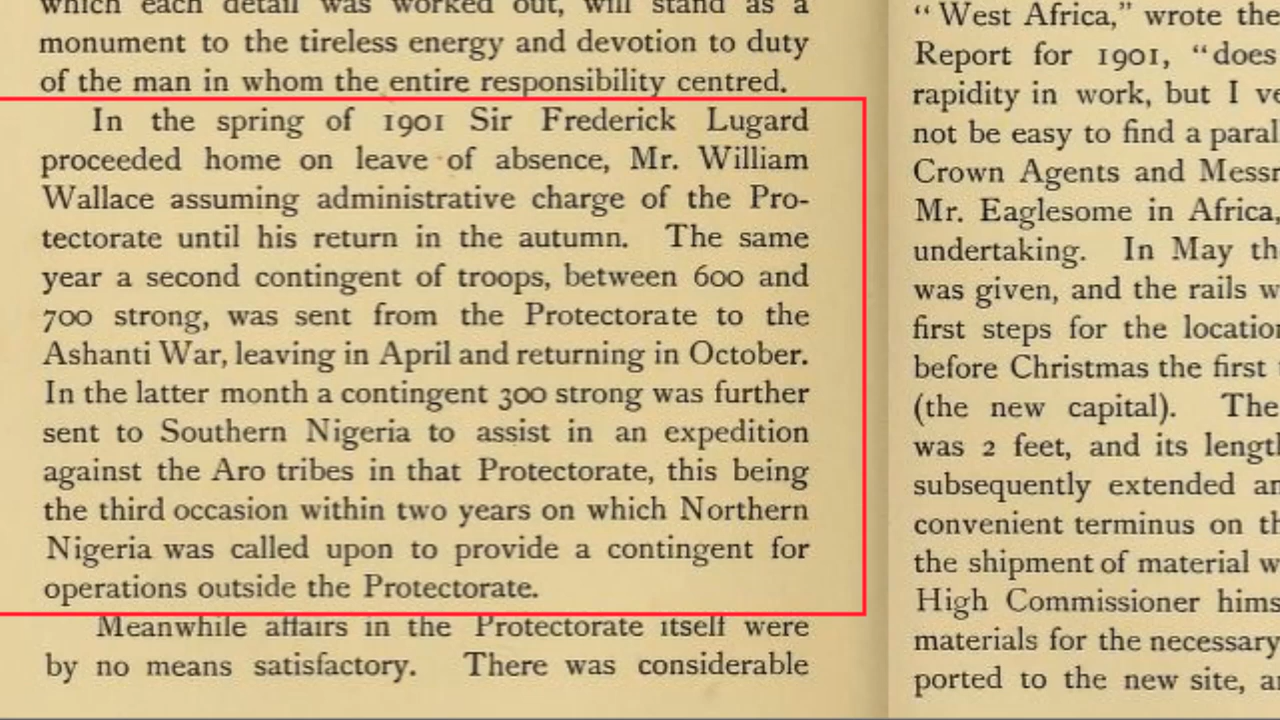 which each detail was worked out, will stand as a
monument to the tireless energy and devotion to duty
of the man in whom the entire responsibility centred.
In the spring of 1901 Sir Frederick Lugard
proceeded home on leave of absence, Mr. William
Wallace assuming administrative charge of the Pro-
tectorate until his return in the autumn. The same
year a second contingent of troops, between 600 and
700 strong, was sent from the Protectorate to the
Ashanti War, leaving in April and returning in October.
In the latter month a contingent 300 strong was further
sent to Southern Nigeria to assist in an expedition
against the Aro tribes in that Protectorate, this being
the third occasion within two years on which Northern
Nigeria was called upon to provide a contingent for
operations outside the Protectorate.
Meanwhile affairs in the Protectorate itself were
by no means satisfactory. There was considerable
“West Africa,” wrote the
Report for 1901, “does
rapidity in work, but I
not be easy to find a
Crown Agents and
Mr. Eaglesome in Africa,
undertaking. In May
was given, and the rails
first steps for the
before Christmas the first
(the new capital). The
was 2 feet, and its
subsequently extended
convenient terminus on
the shipment of material
High Commissioner
materials for the necessary
ported to the new site,